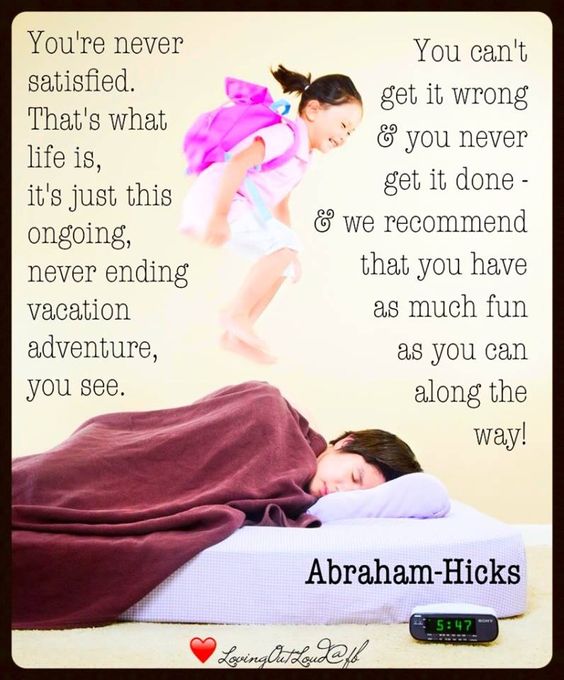 You're never
satisfied.
That's what
life is,
it's just this
ongoing,
never ending
vacation
adventure,
you see.
You can't
get it wrong
& you never
get it done -
& we recommend
that you have
as much fun
as you can
along the
way!
Abraham-Hicks
SONY
5:47
LovingOutLoud@fb